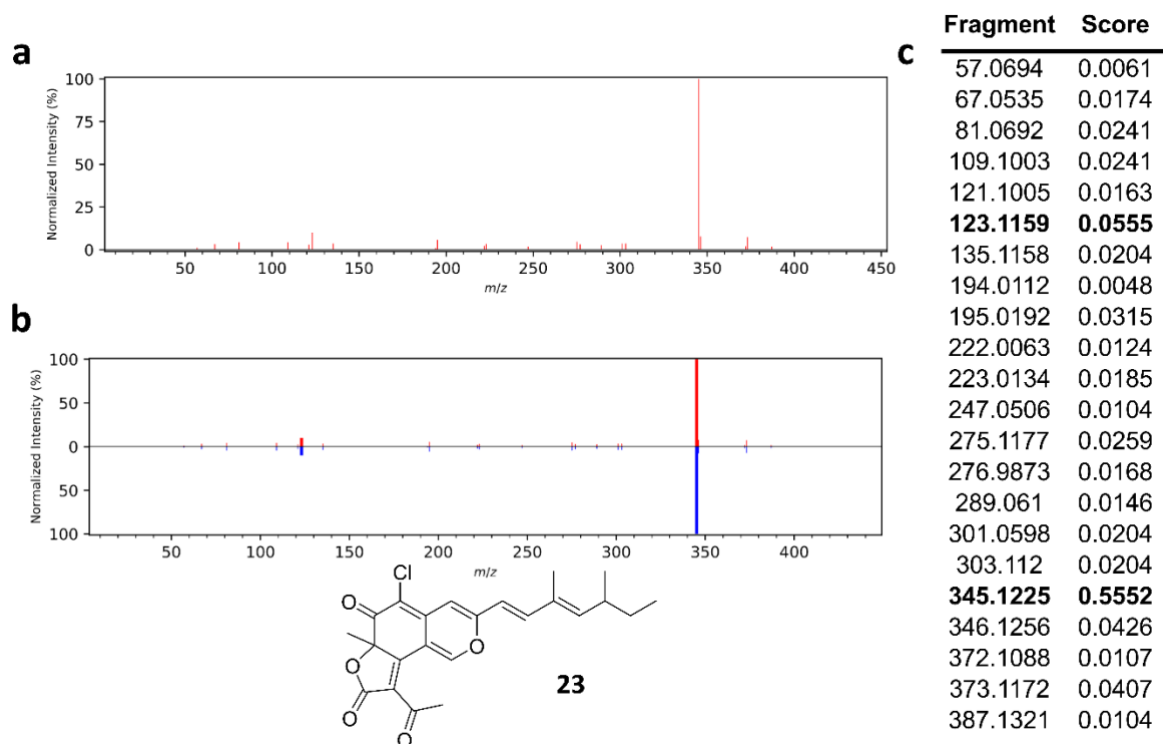 a
Normalized Intensity (%)
100
75
50
25
0
50 100 150 200 250 300 350 400 450
m/z
b
Normalized Intensity (%)
100
50
0
50
100
50 100 150 200 250 300 350 400
m/z
Cl
O
O
O
O
O
23
c
Fragment Score
57.0694 0.0061
67.0535 0.0174
81.0692 0.0241
109.1003 0.0241
121.1005 0.0163
123.1159 0.0555
135.1158 0.0204
194.0112 0.0048
195.0192 0.0315
222.0063 0.0124
223.0134 0.0185
247.0506 0.0104
275.1177 0.0259
276.9873 0.0168
289.061 0.0146
301.0598 0.0204
303.112 0.0204
345.1225 0.5552
346.1256 0.0426
372.1088 0.0107
373.1172 0.0407
387.1321 0.0104